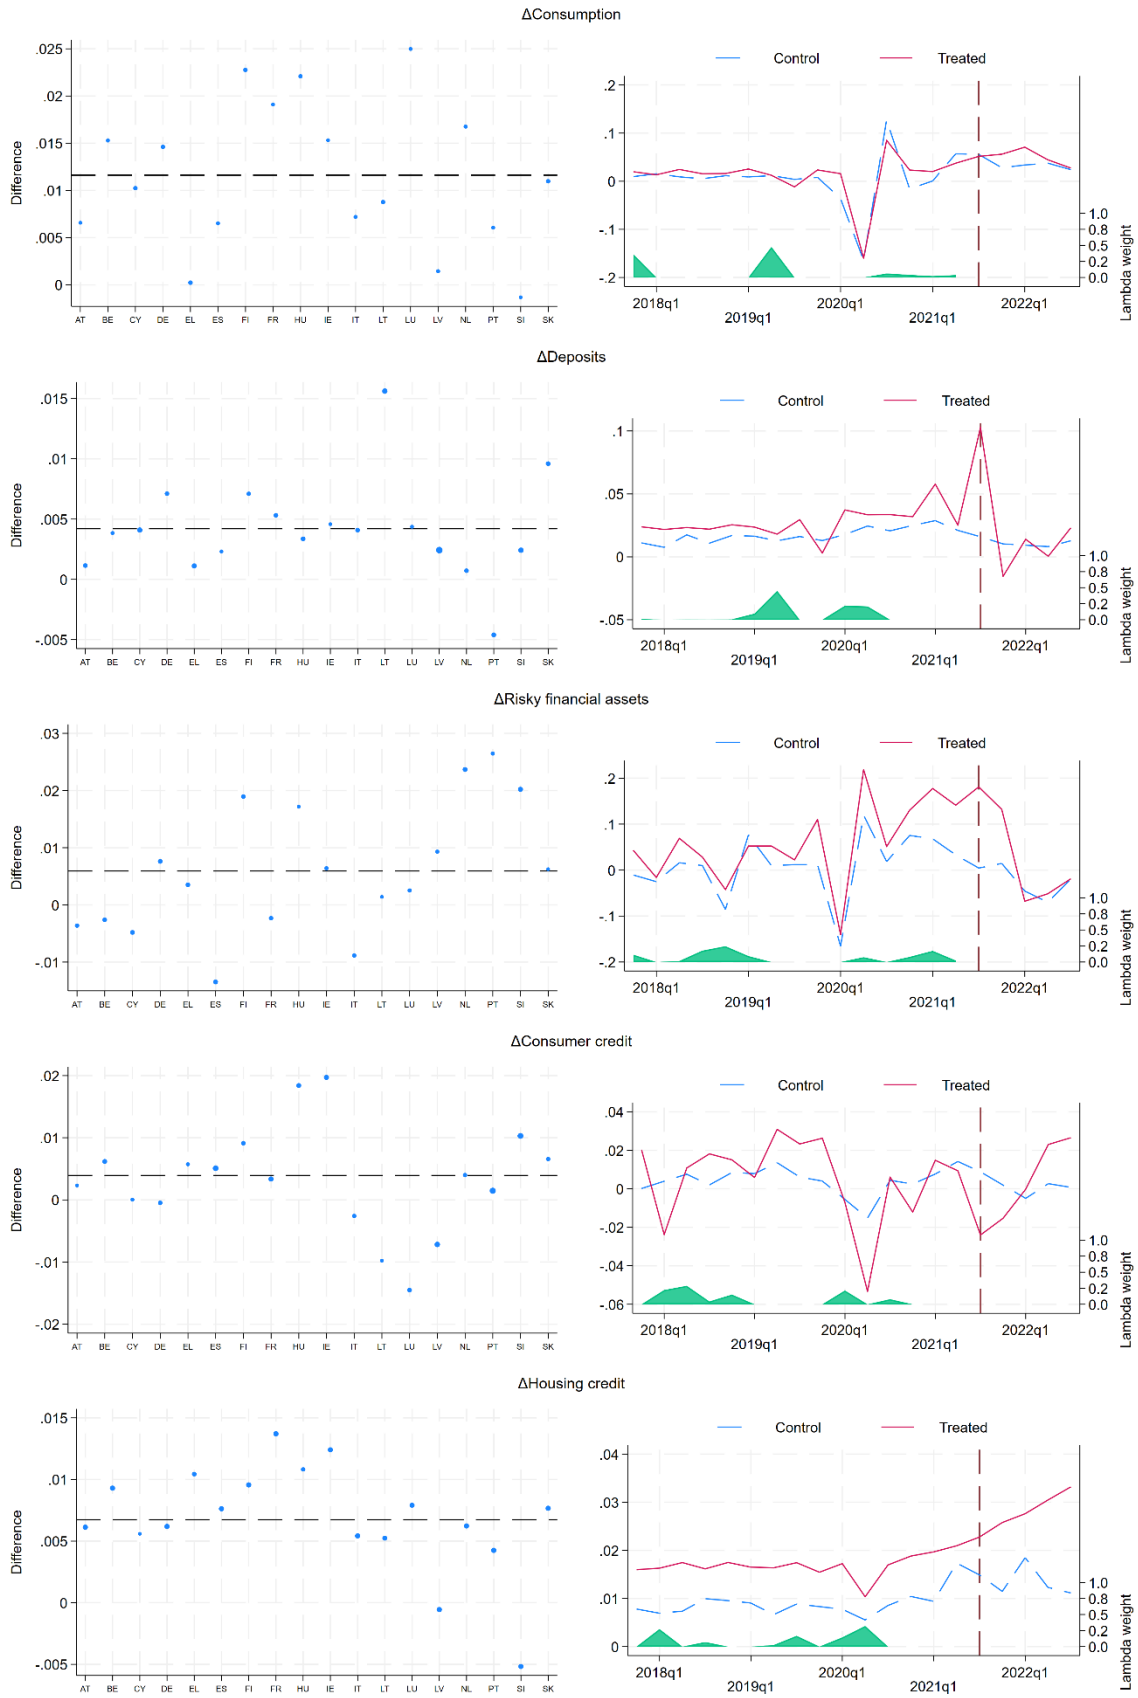 ΔConsumption
Difference
.025
.02
.015
.01
.005
0
AT BE CY DE EL ES FI FR HU IE IT LT LU LV NL PT SI SK
Control Treated
.2
.1
0
-.1
-.2
1.0
0.8
0.5
0.2
0.0
Lambda weight
2018q1 2020q1 2022q1
2019q1 2021q1
ΔDeposits
Difference
.015
.01
.005
0
-.005
AT BE CY DE EL ES FI FR HU IE IT LT LU LV NL PT SI SK
Control Treated
.1
.05
0
-.05
1.0
0.8
0.5
0.2
0.0
Lambda weight
2018q1 2020q1 2022q1
2019q1 2021q1
ΔRisky financial assets
Difference
.03
.02
.01
0
-.01
AT BE CY DE EL ES FI FR HU IE IT LT LU LV NL PT SI SK
Control Treated
.2
.1
0
-.1
-.2
1.0
0.8
0.5
0.2
0.0
Lambda weight
2018q1 2020q1 2022q1
2019q1 2021q1
ΔConsumer credit
Difference
.02
.01
0
-.01
-.02
AT BE CY DE EL ES FI FR HU IE IT LT LU LV NL PT SI SK
Control Treated
.04
.02
0
-.02
-.04
-.06
1.0
0.8
0.5
0.2
0.0
Lambda weight
2018q1 2020q1 2022q1
2019q1 2021q1
ΔHousing credit
Difference
.015
.01
.005
0
-.005
AT BE CY DE EL ES FI FR HU IE IT LT LU LV NL PT SI SK
Control Treated
.04
.03
.02
.01
0
1.0
0.8
0.5
0.2
0.0
Lambda weight
2018q1 2020q1 2022q1
2019q1 2021q1